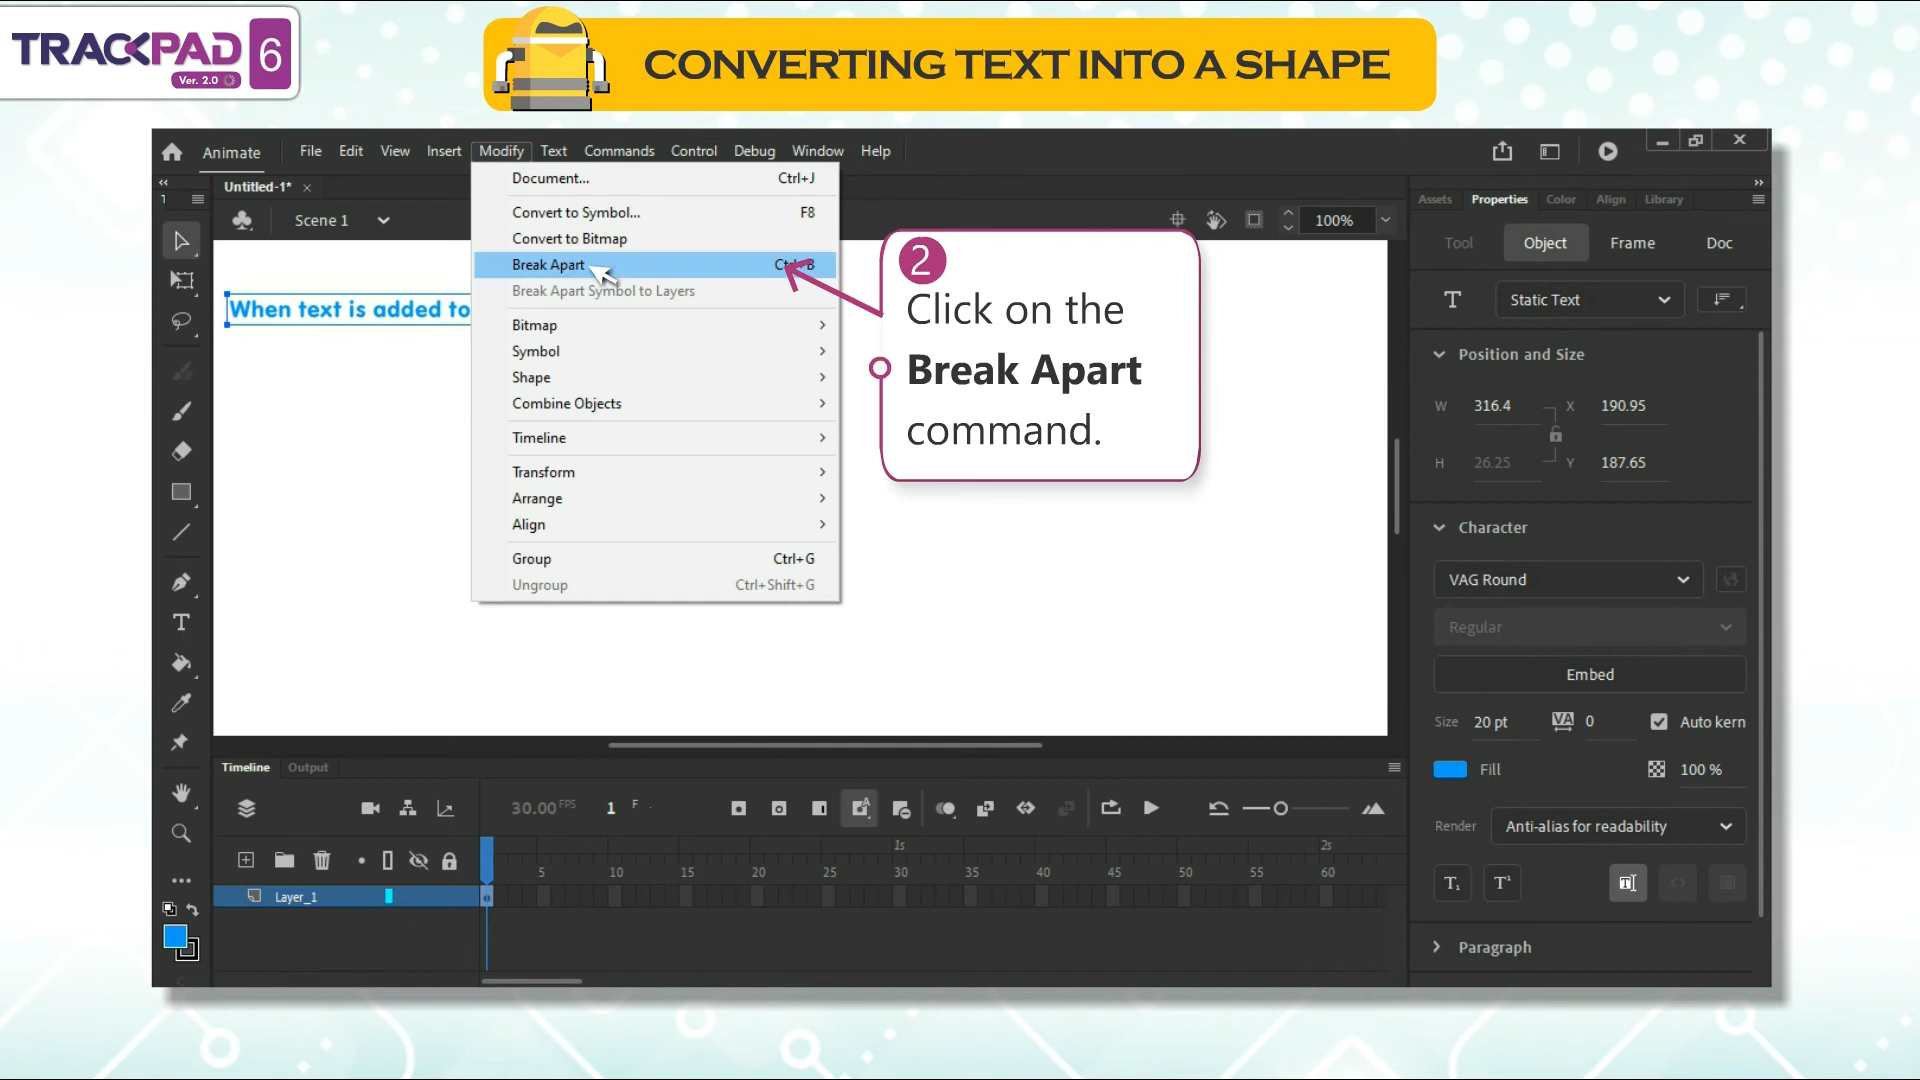 TRACKPAD 6
Ver. 2.0
CONVERTING TEXT INTO A SHAPE
Animate File Edit View Insert Modify Text Commands Control Debug Window Help
Untitled-1* ×
Scene 1
100%
Document... Ctrl+J
Convert to Symbol... F8
Convert to Bitmap
Break Apart
Break Apart Symbol to Layers
Bitmap
Symbol
Shape
Combine Objects
Timeline
Transform
Arrange
Align
Group Ctrl+G
Ungroup Ctrl+Shift+G
When text is added to
2
Click on the
Break Apart
command.
Assets Properties Color Align Library
Tool Object Frame Doc
T Static Text
Position and Size
W 316.4 X 190.95
H 26.25 Y 187.65
Character
VAG Round
Regular
Embed
Size 20 pt VA 0 Auto kern
Fill 100 %
Render Anti-alias for readability
T₁ T¹ T
Paragraph
Timeline Output
30.00 FPS 1 F
1s 2s
5 10 15 20 25 30 35 40 45 50 55 60
Layer_1